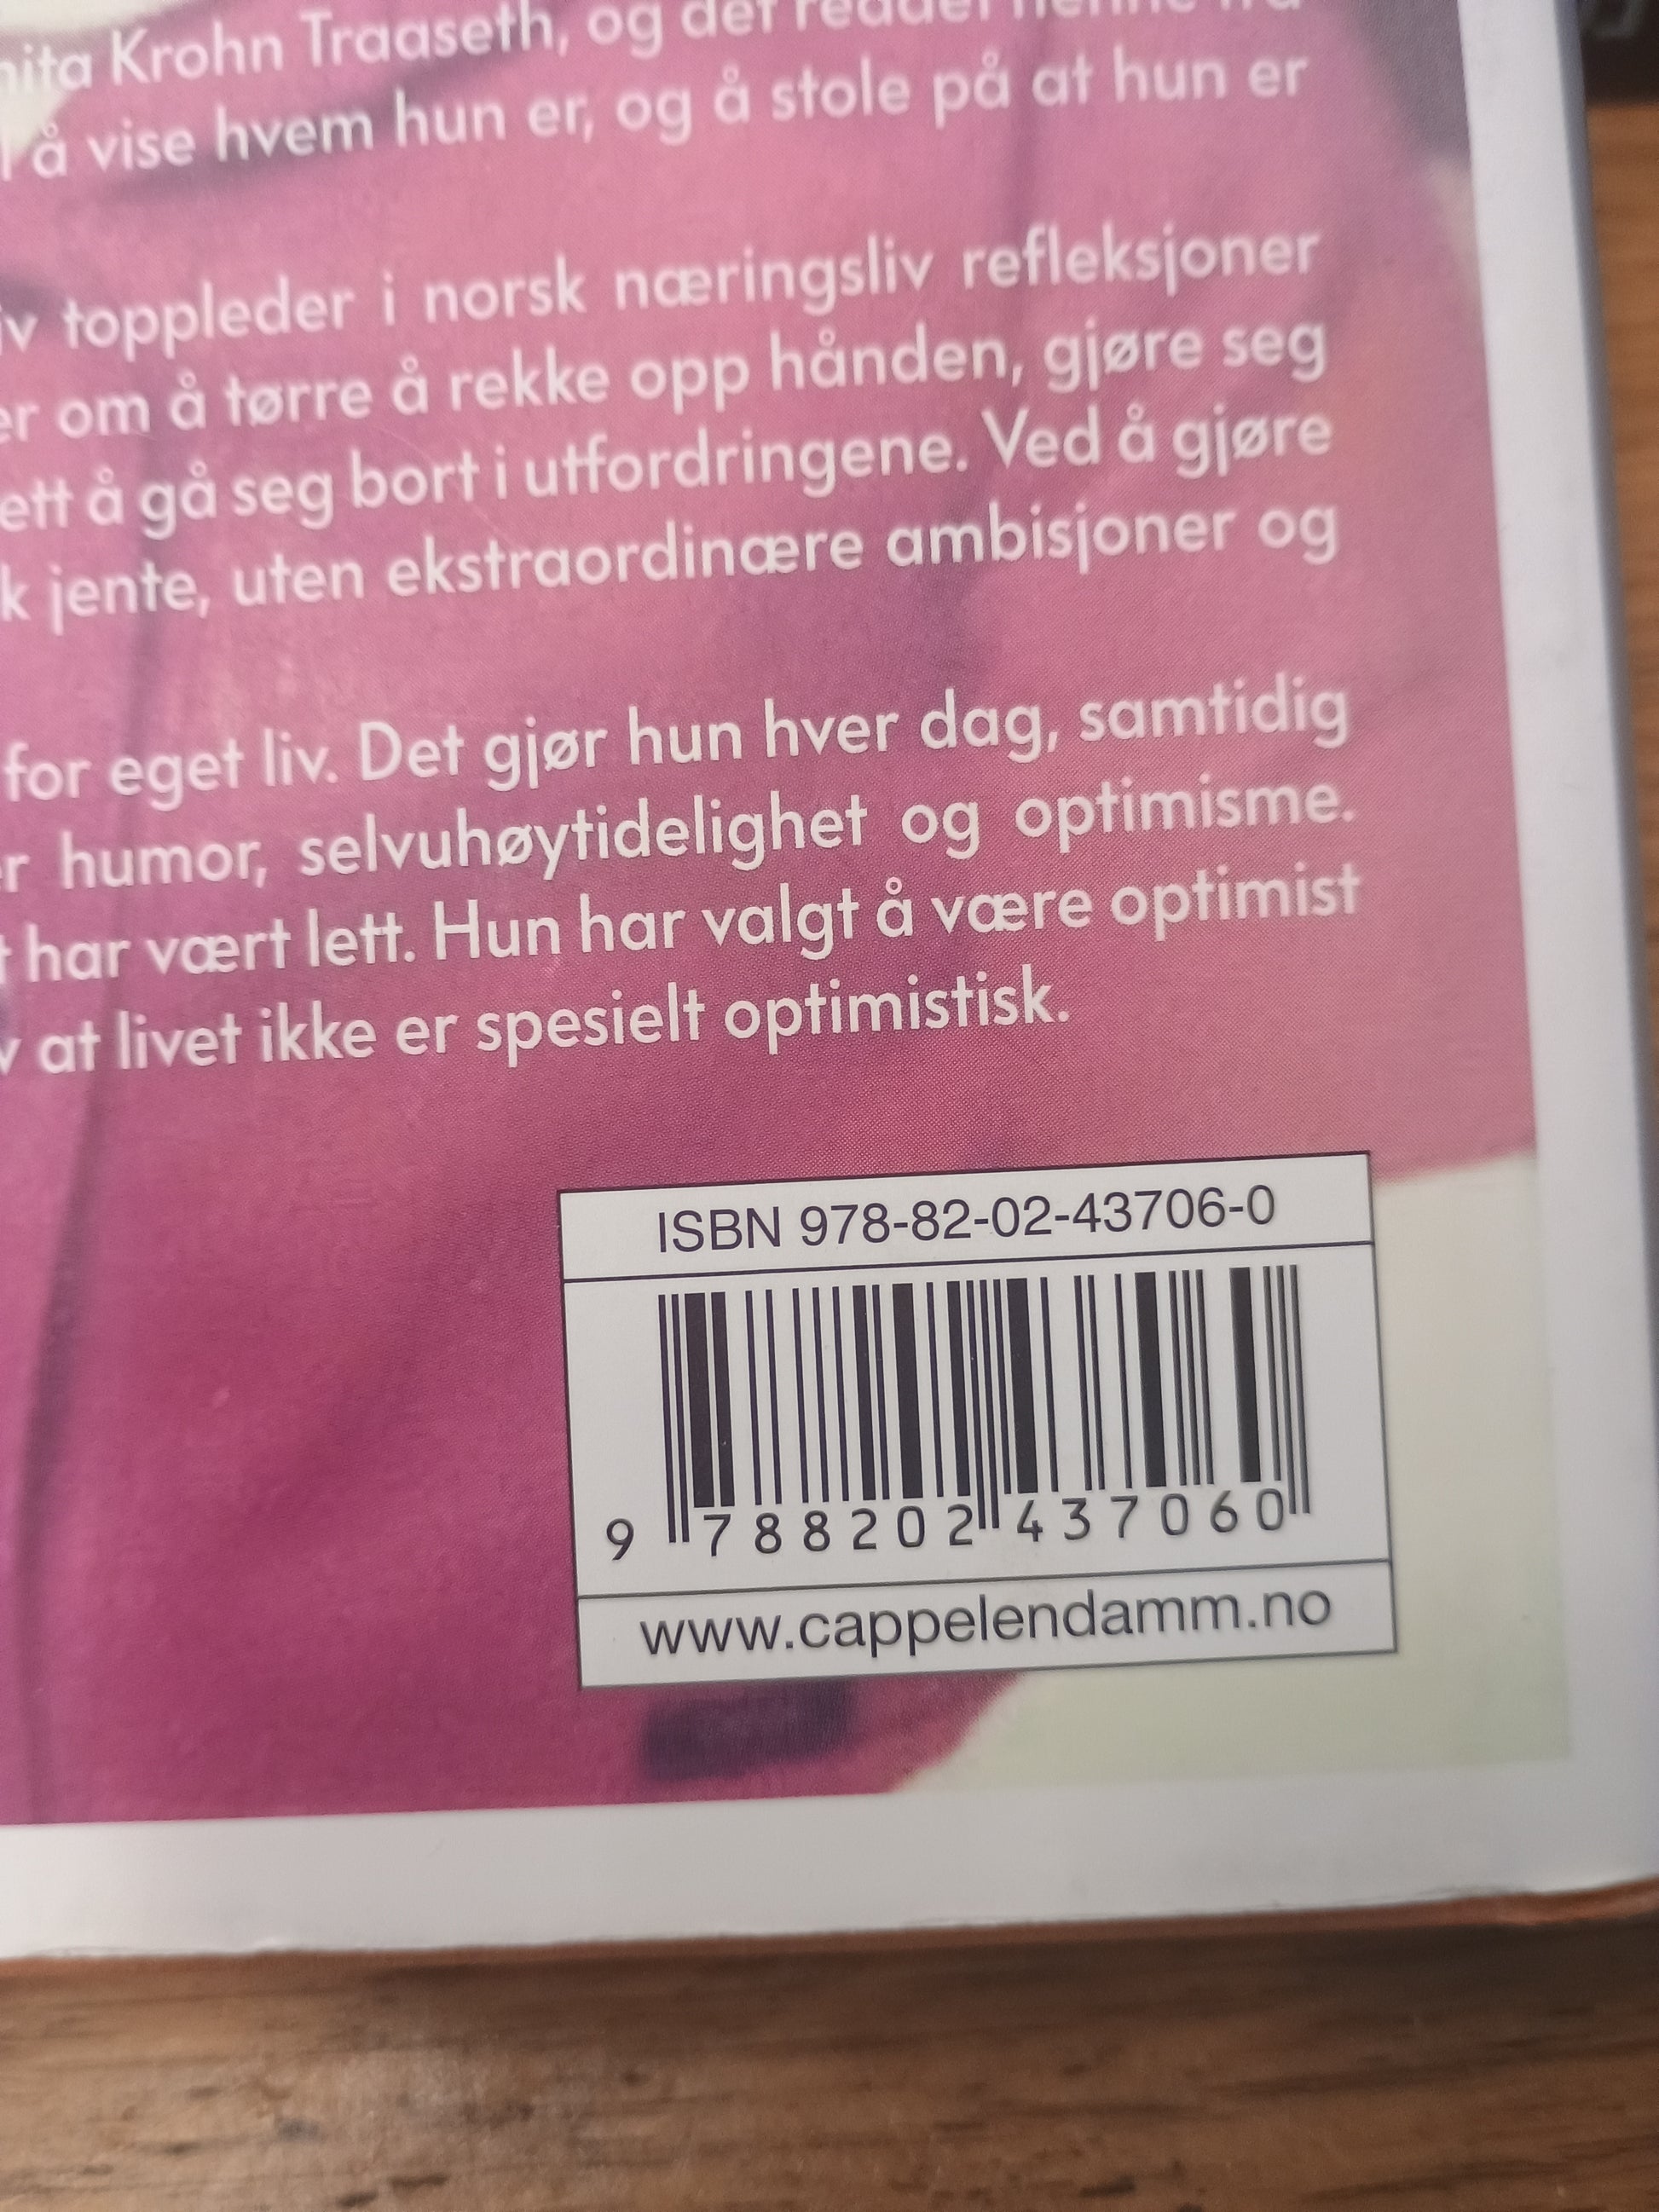 Krohn Traaseth, og det reddet henne fra
å vise hvem hun er, og å stole på at hun er
toppleder i norsk næringsliv refleksjoner
om å tørre å rekke opp hånden, gjøre seg
å gå seg bort i utfordringene. Ved å gjøre
jente, uten ekstraordinære ambisjoner og
for eget liv. Det gjør hun hver dag, samtidig
humor, selvuhøytidelighet og optimisme.
har vært lett. Hun har valgt å være optimist
at livet ikke er spesielt optimistisk.
ISBN 978-82-02-43706-0
9 788202 437060
www.cappelendamm.no